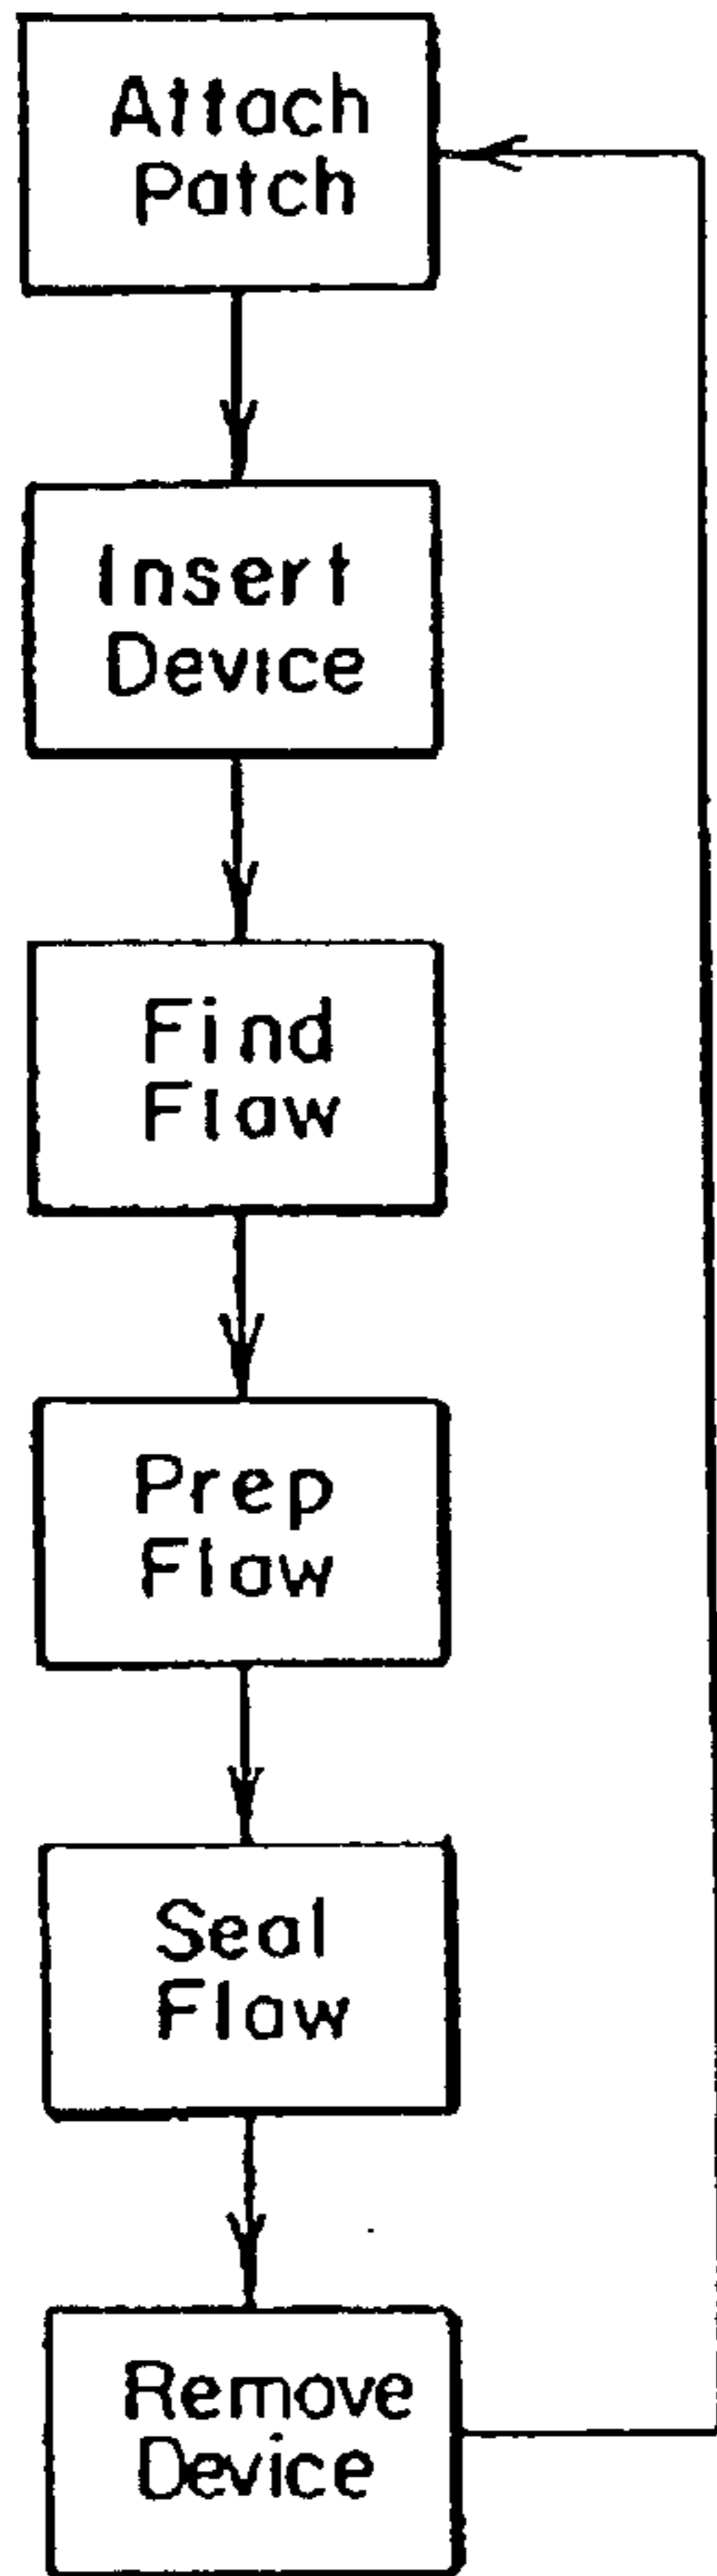 Attach
Patch
Insert
Device
Find
Flaw
Prep
Flaw
Seal
Flaw
Remove
Device